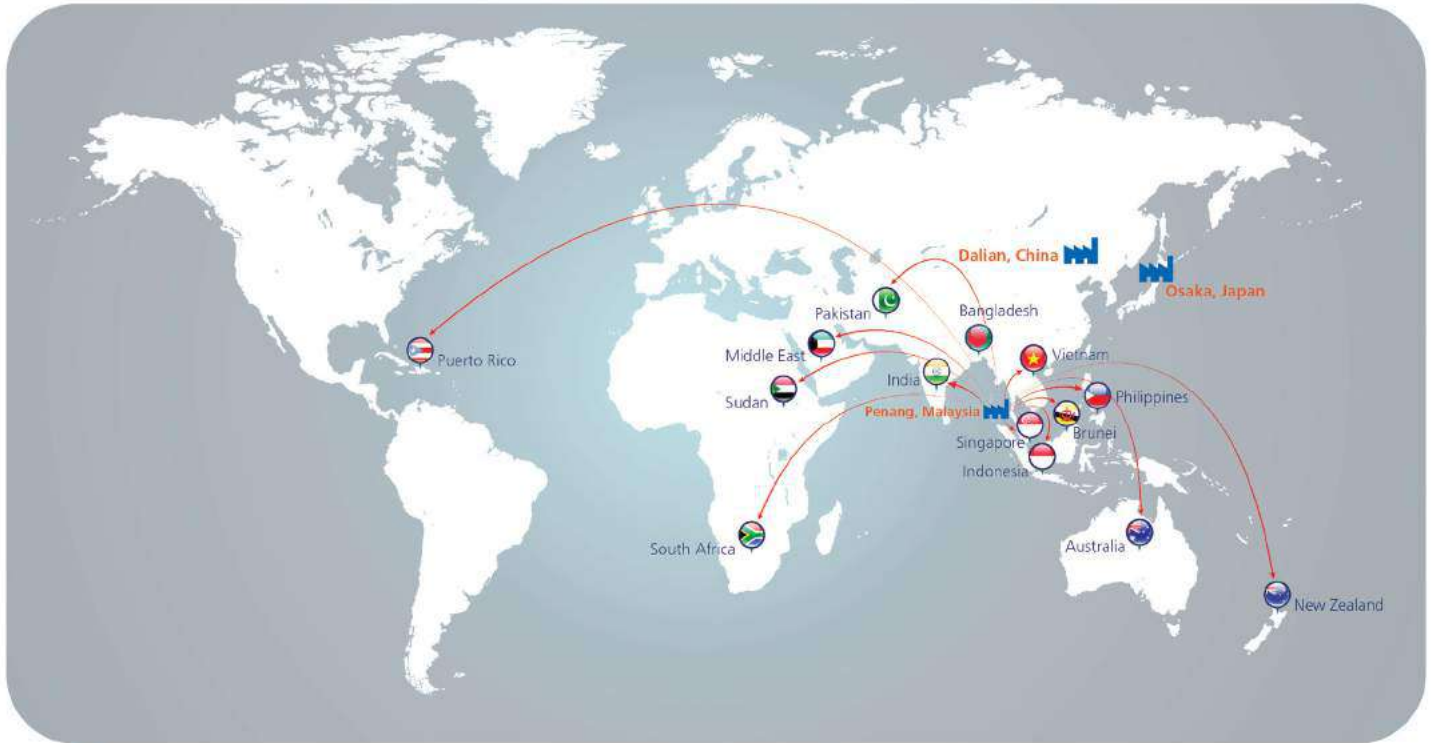 Dalian, China
Osaka, Japan
Pakistan
Bangladesh
Middle East
Vietnam
Puerto Rico
India
Sudan
Philippines
Penang, Malaysia
Singapore
Brunei
Indonesia
South Africa
Australia
New Zealand